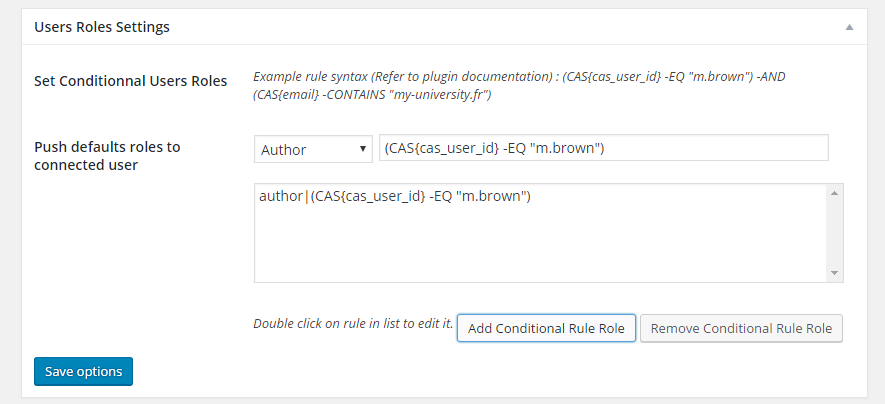 Users Roles Settings
Set Conditionnal Users Roles
Example rule syntax (Refer to plugin documentation) : (CAS{cas_user_id} -EQ "m.brown") -AND
(CAS{email} -CONTAINS "my-university.fr")
Push defaults roles to
connected user
Author
(CAS{cas_user_id} -EQ "m.brown")
author|(CAS{cas_user_id} -EQ "m.brown")
Double click on rule in list to edit it.
Add Conditional Rule Role
Remove Conditional Rule Role
Save options